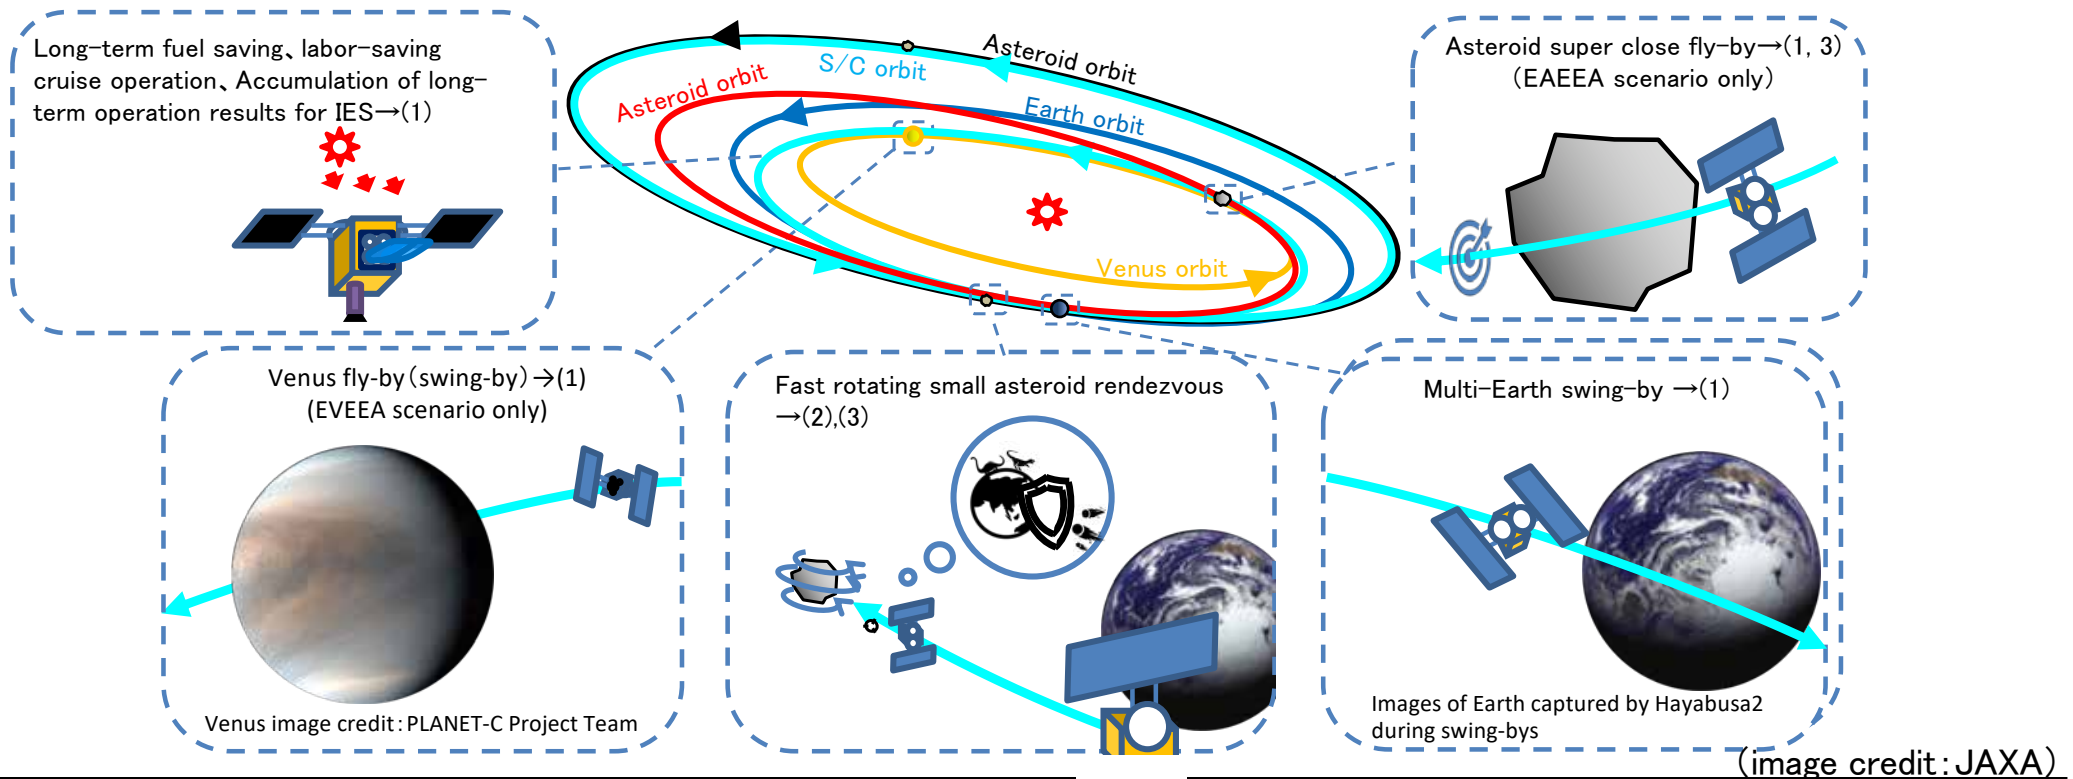 Long-term fuel saving、labor-saving
cruise operation、Accumulation of long-
term operation results for IES→(1)
Asteroid orbit
S/C orbit
Asteroid orbit
Earth orbit
Venus orbit
Asteroid super close fly-by→(1, 3)
(EAEEA scenario only)
Venus fly-by(swing-by)→(1)
(EVEEA scenario only)
Venus image credit：PLANET-C Project Team
Fast rotating small asteroid rendezvous
→(2),(3)
Multi-Earth swing-by →(1)
Images of Earth captured by Hayabusa2
during swing-bys
(image credit：JAXA)